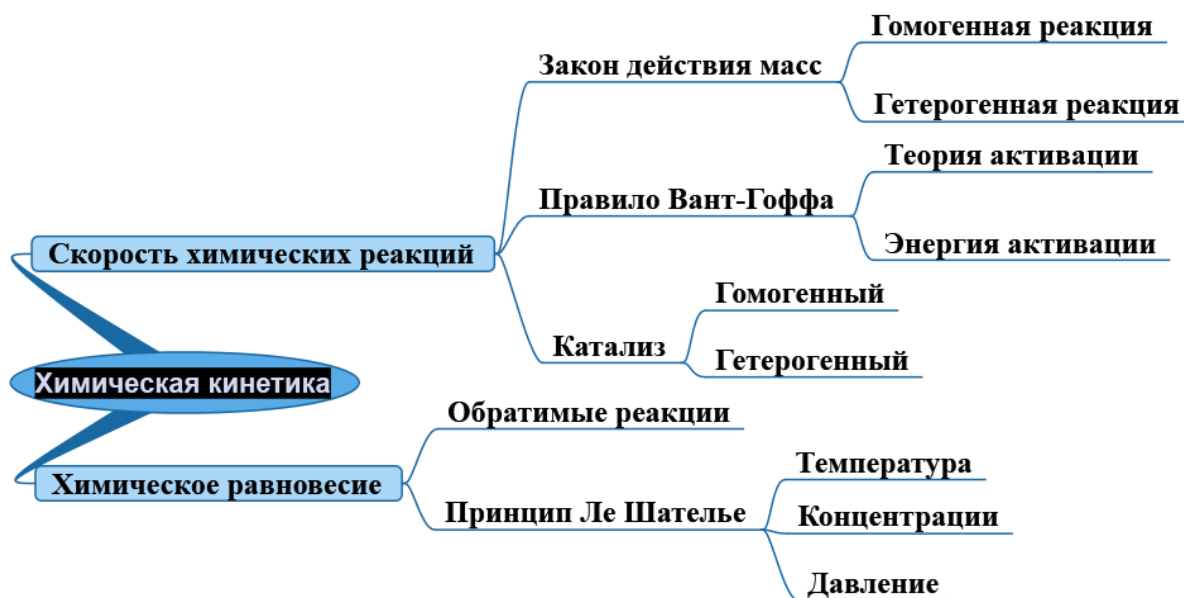 Гомогенная реакция
Закон действия масс
Гетерогенная реакция
Теория активации
Правило Вант-Гоффа
Скорость химических реакций
Энергия активации
Гомогенный
Катализ
Гетерогенный
Химическая кинетика
Обратимые реакции
Температура
Химическое равновесие
Принцип Ле Шателье
Концентрации
Давление